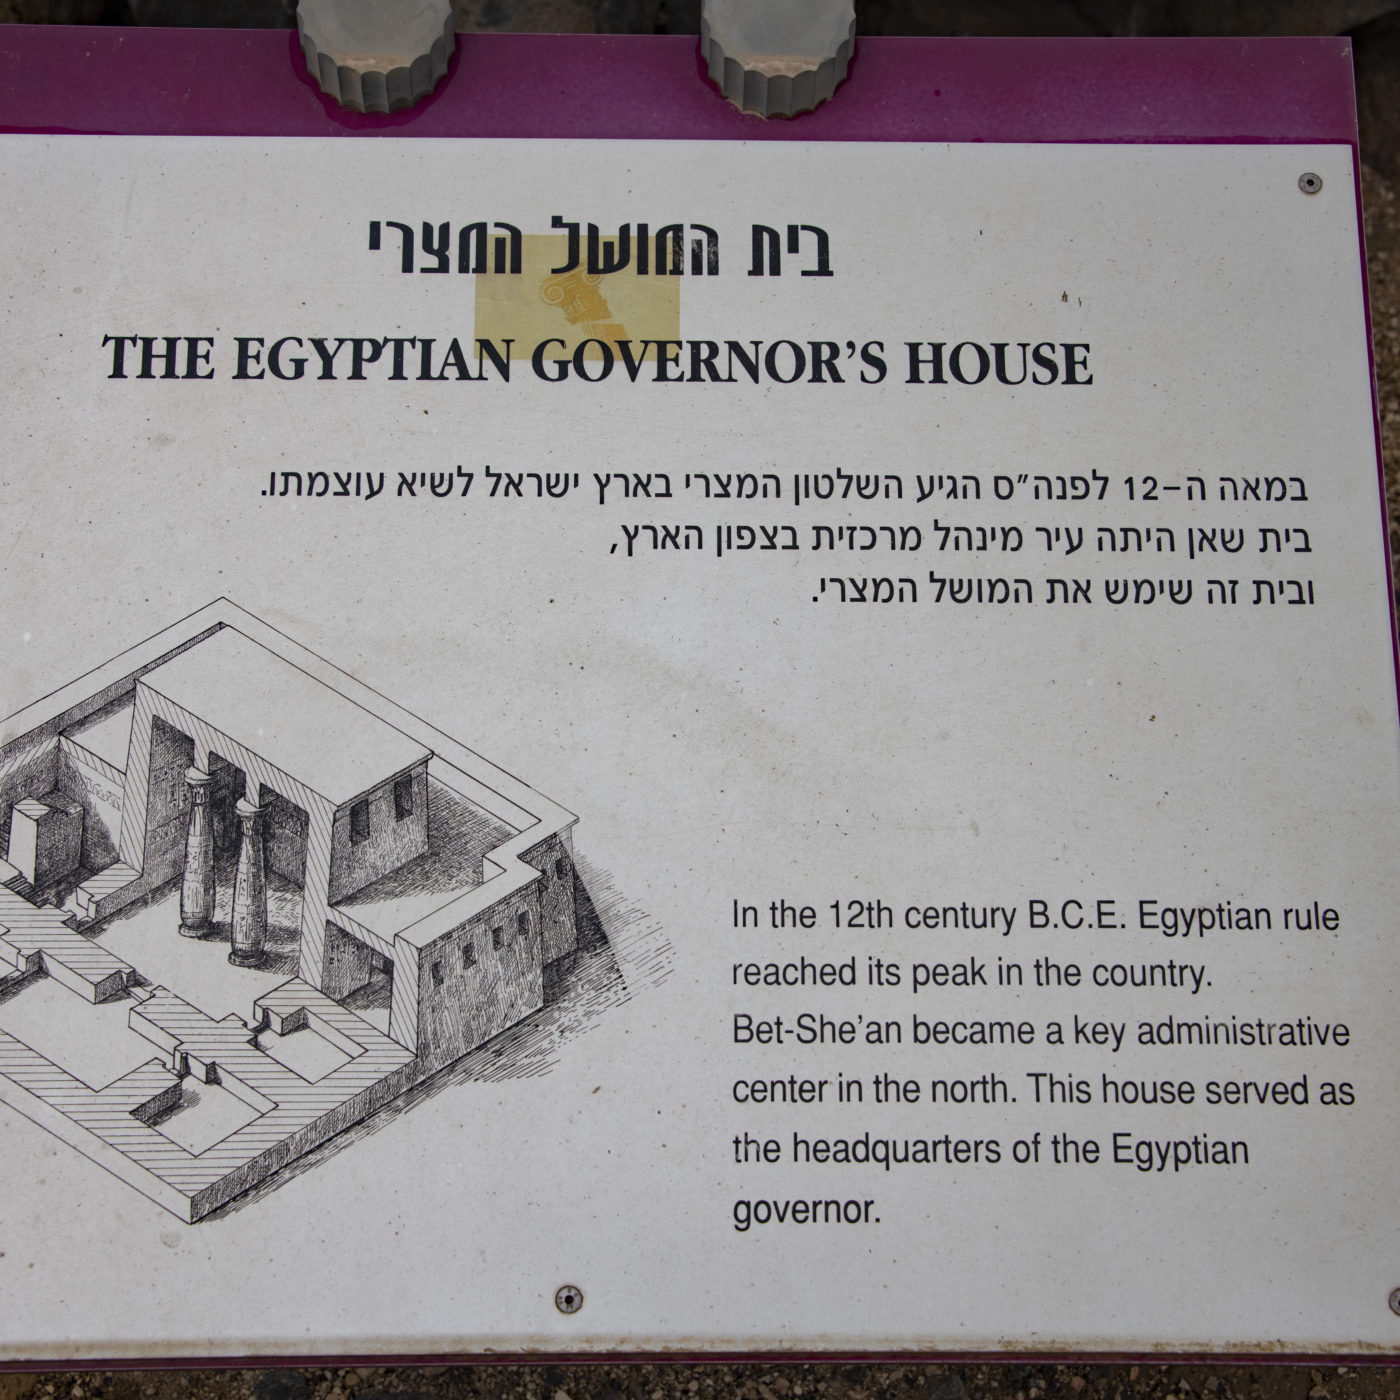 בית המושל המצרי
THE EGYPTIAN GOVERNOR’S HOUSE
במאה ה-12 לפנה״ס הגיע השלטון המצרי בארץ ישראל לשיא עוצמתו.
בית שאן היתה עיר מינהל מרכזית בצפון הארץ,
ובית זה שימש את המושל המצרי.
In the 12th century B.C.E. Egyptian rule
reached its peak in the country.
Bet-She’an became a key administrative
center in the north. This house served as
the headquarters of the Egyptian
governor.